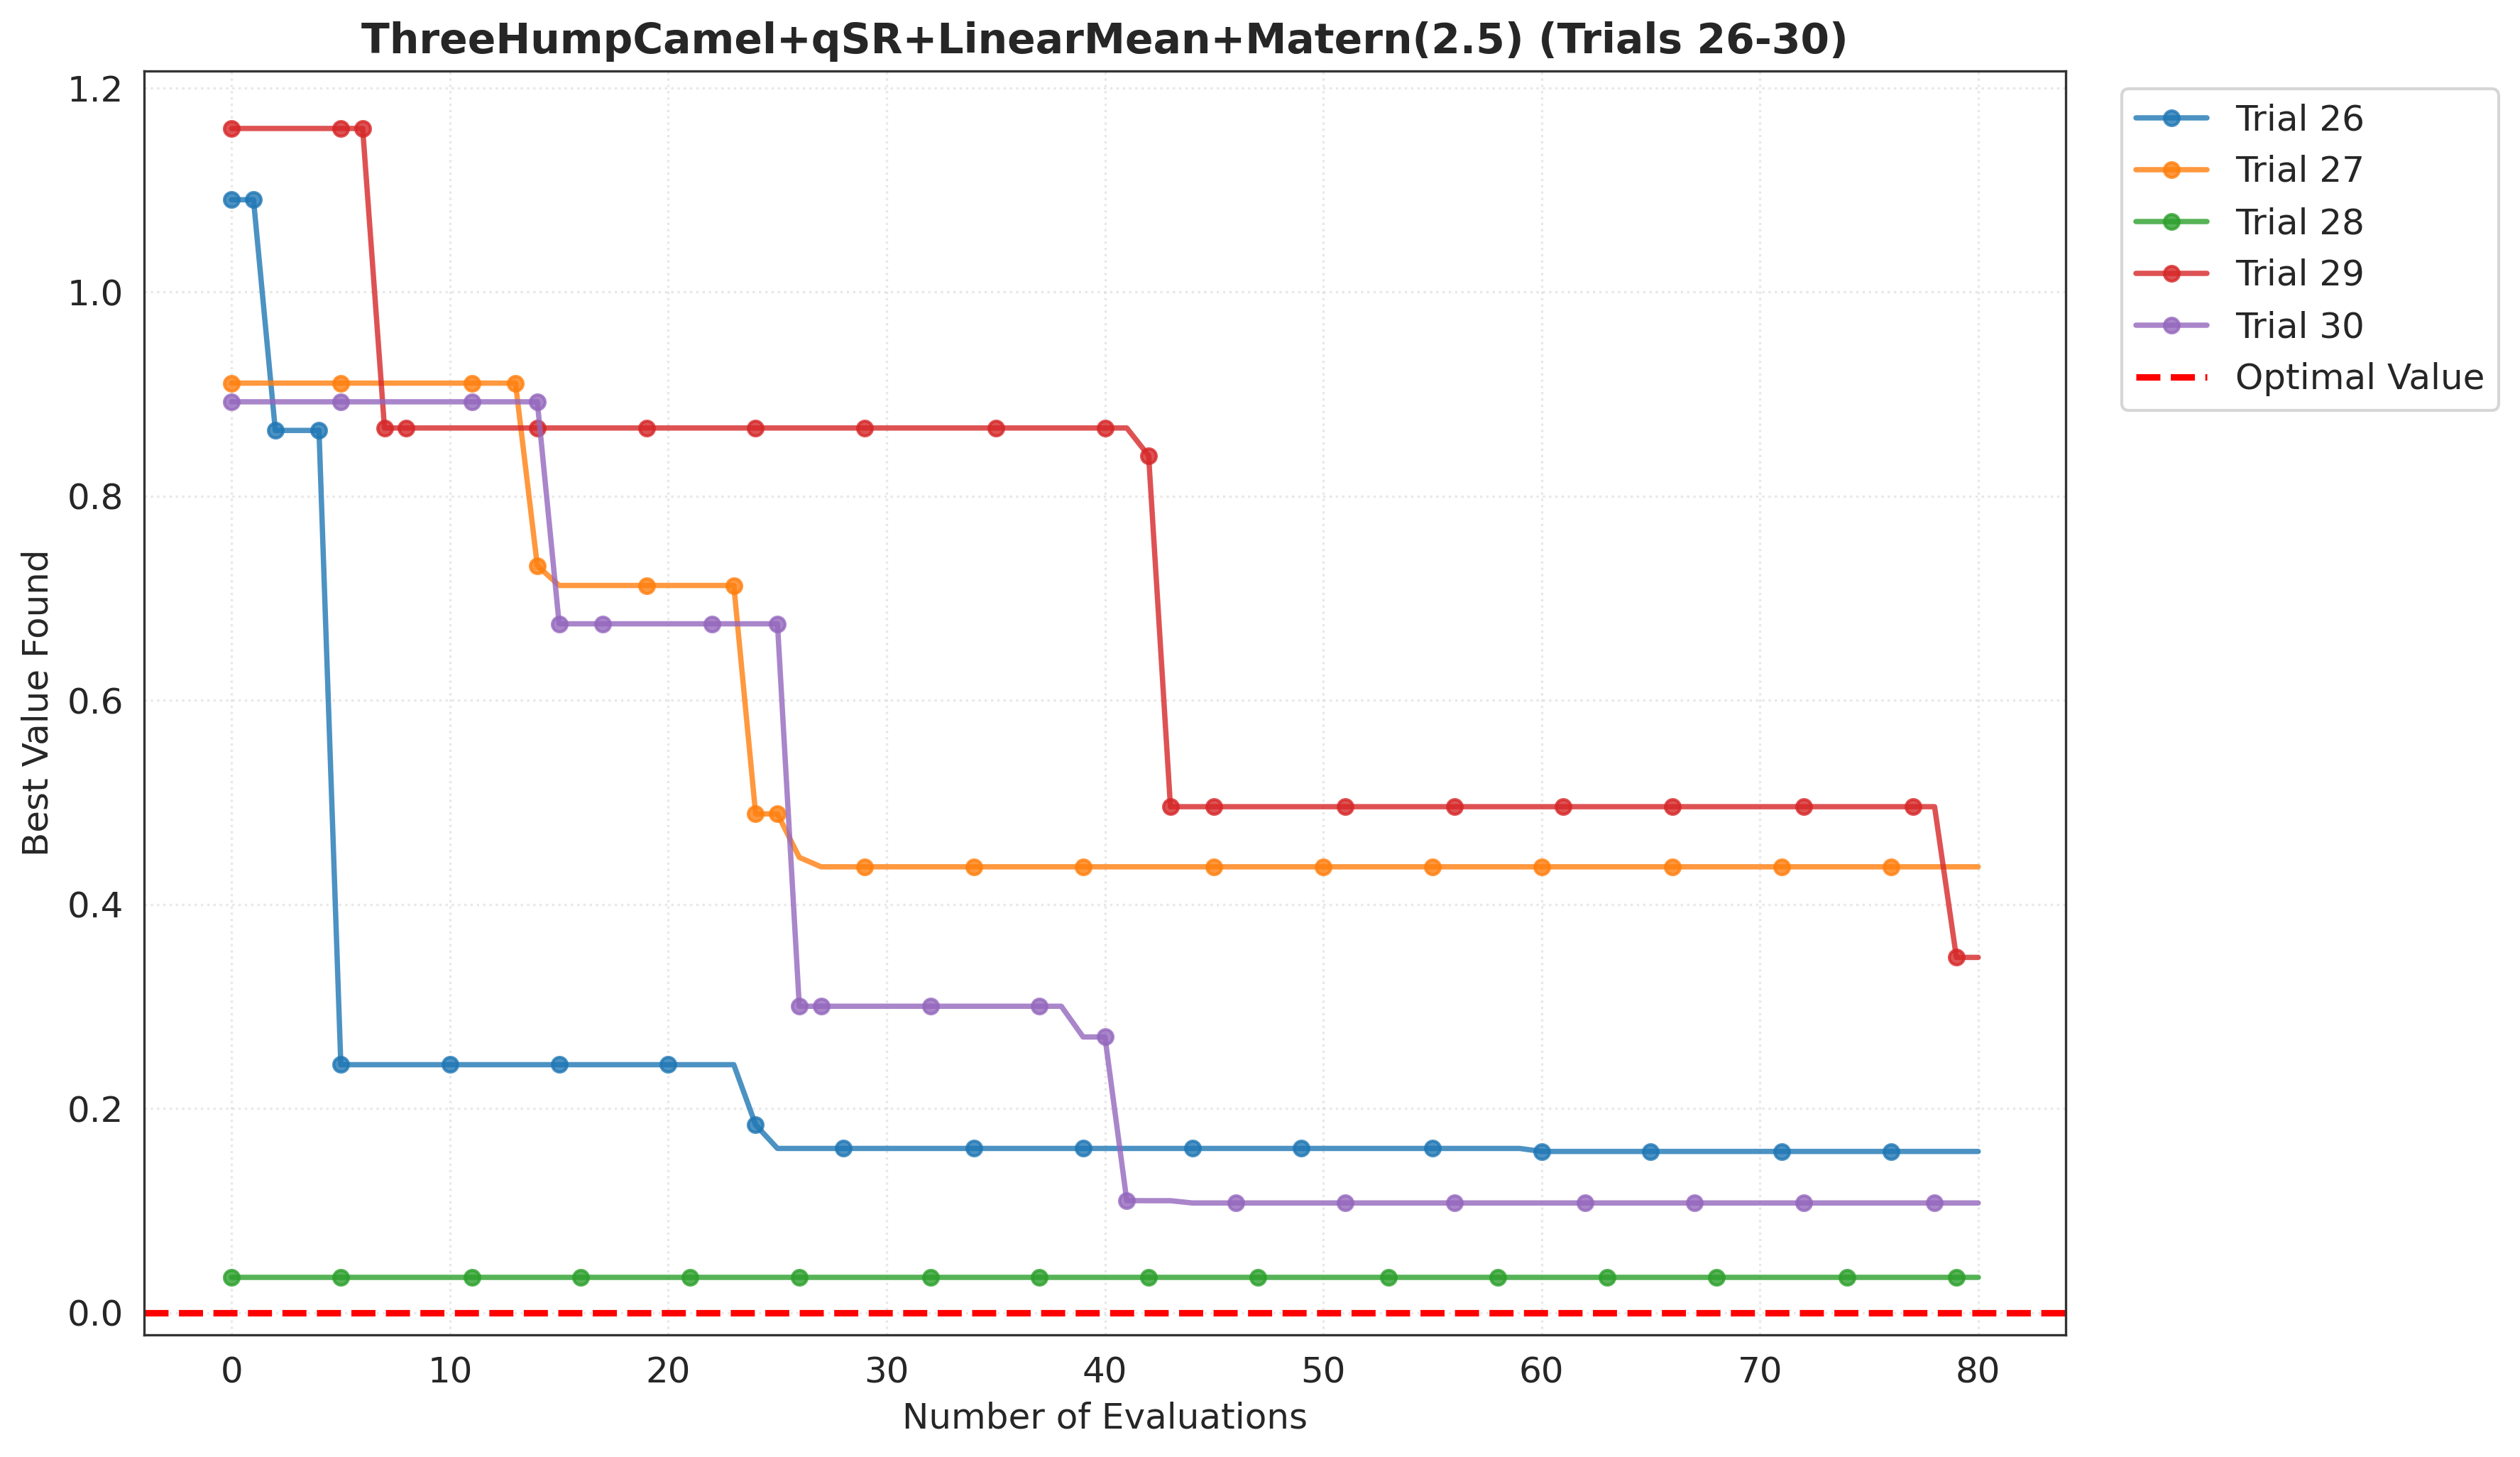 ThreeHumpCamel+qSR+LinearMean+Matern(2.5) (Trials 26-30)
1.2
1.0
0.8
0.6
0.4
0.2
0.0
Best Value Found
0 10 20 30 40 50 60 70 80
Number of Evaluations
Trial 26
Trial 27
Trial 28
Trial 29
Trial 30
Optimal Value